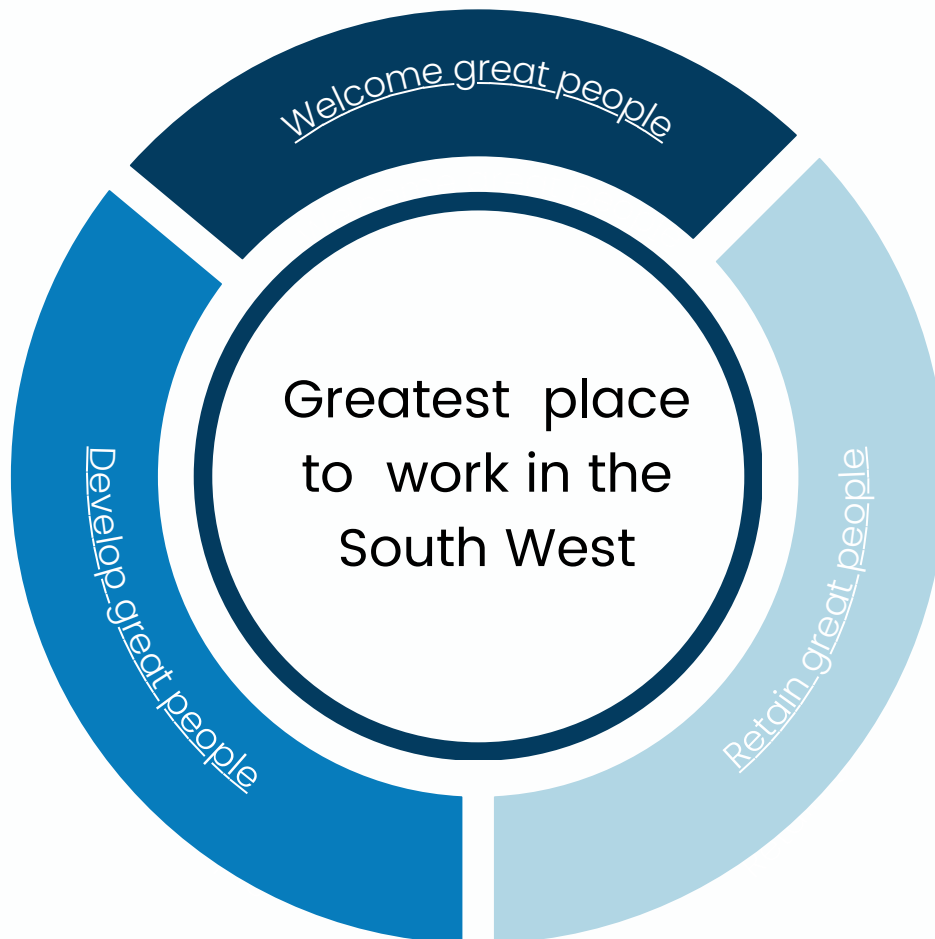 Welcome great people
Greatest place
to work in the
South West
Develop great people
Retain great people